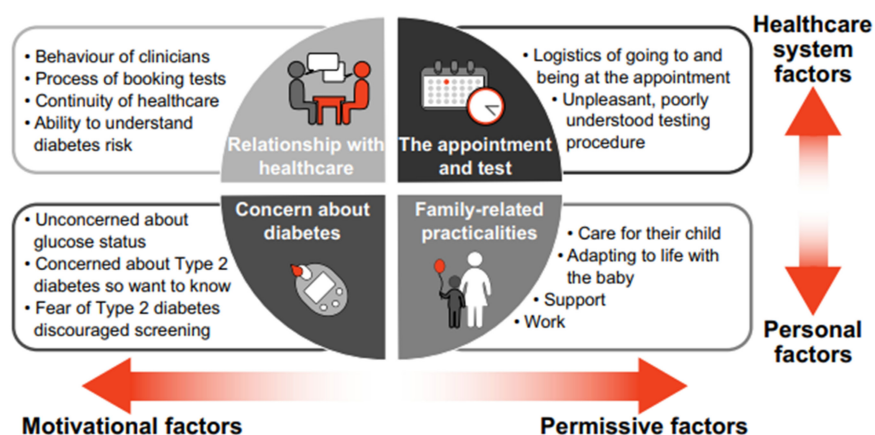 Healthcare
system
factors
• Behaviour of clinicians
• Process of booking tests
• Continuity of healthcare
• Ability to understand
diabetes risk
Relationship with
healthcare
The appointment
and test
• Logistics of going to and
being at the appointment
• Unpleasant, poorly
understood testing
procedure
• Unconcerned about
glucose status
• Concerned about Type 2
diabetes so want to know
• Fear of Type 2 diabetes
discouraged screening
Concern about
diabetes
Family-related
practicalities
• Care for their child
• Adapting to life with
the baby
• Support
• Work
Personal
factors
Motivational factors
Permissive factors